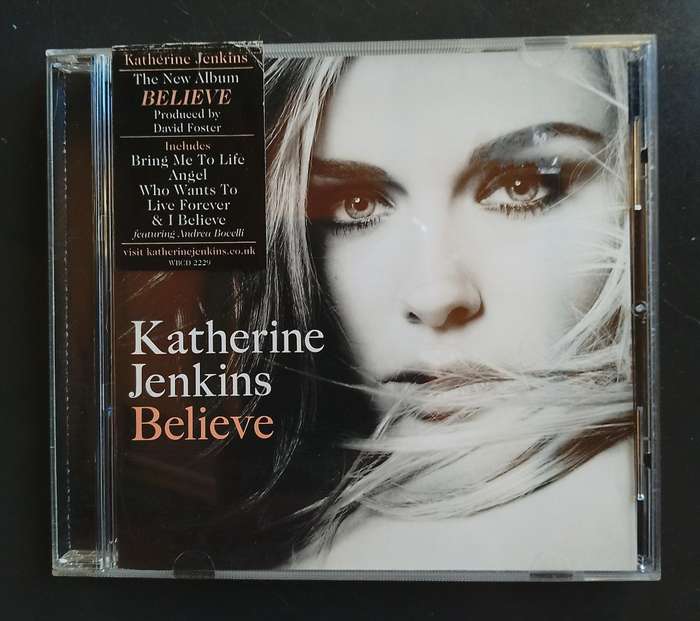 Katherine Jenkins
The New Album
BELIEVE
Produced by
David Foster
Includes
Bring Me To Life
Angel
Who Wants To
Live Forever
& I Believe
featuring Andrea Bocelli
visit katherinejenkins.co.uk
WBCD 2229
Katherine
Jenkins
Believe